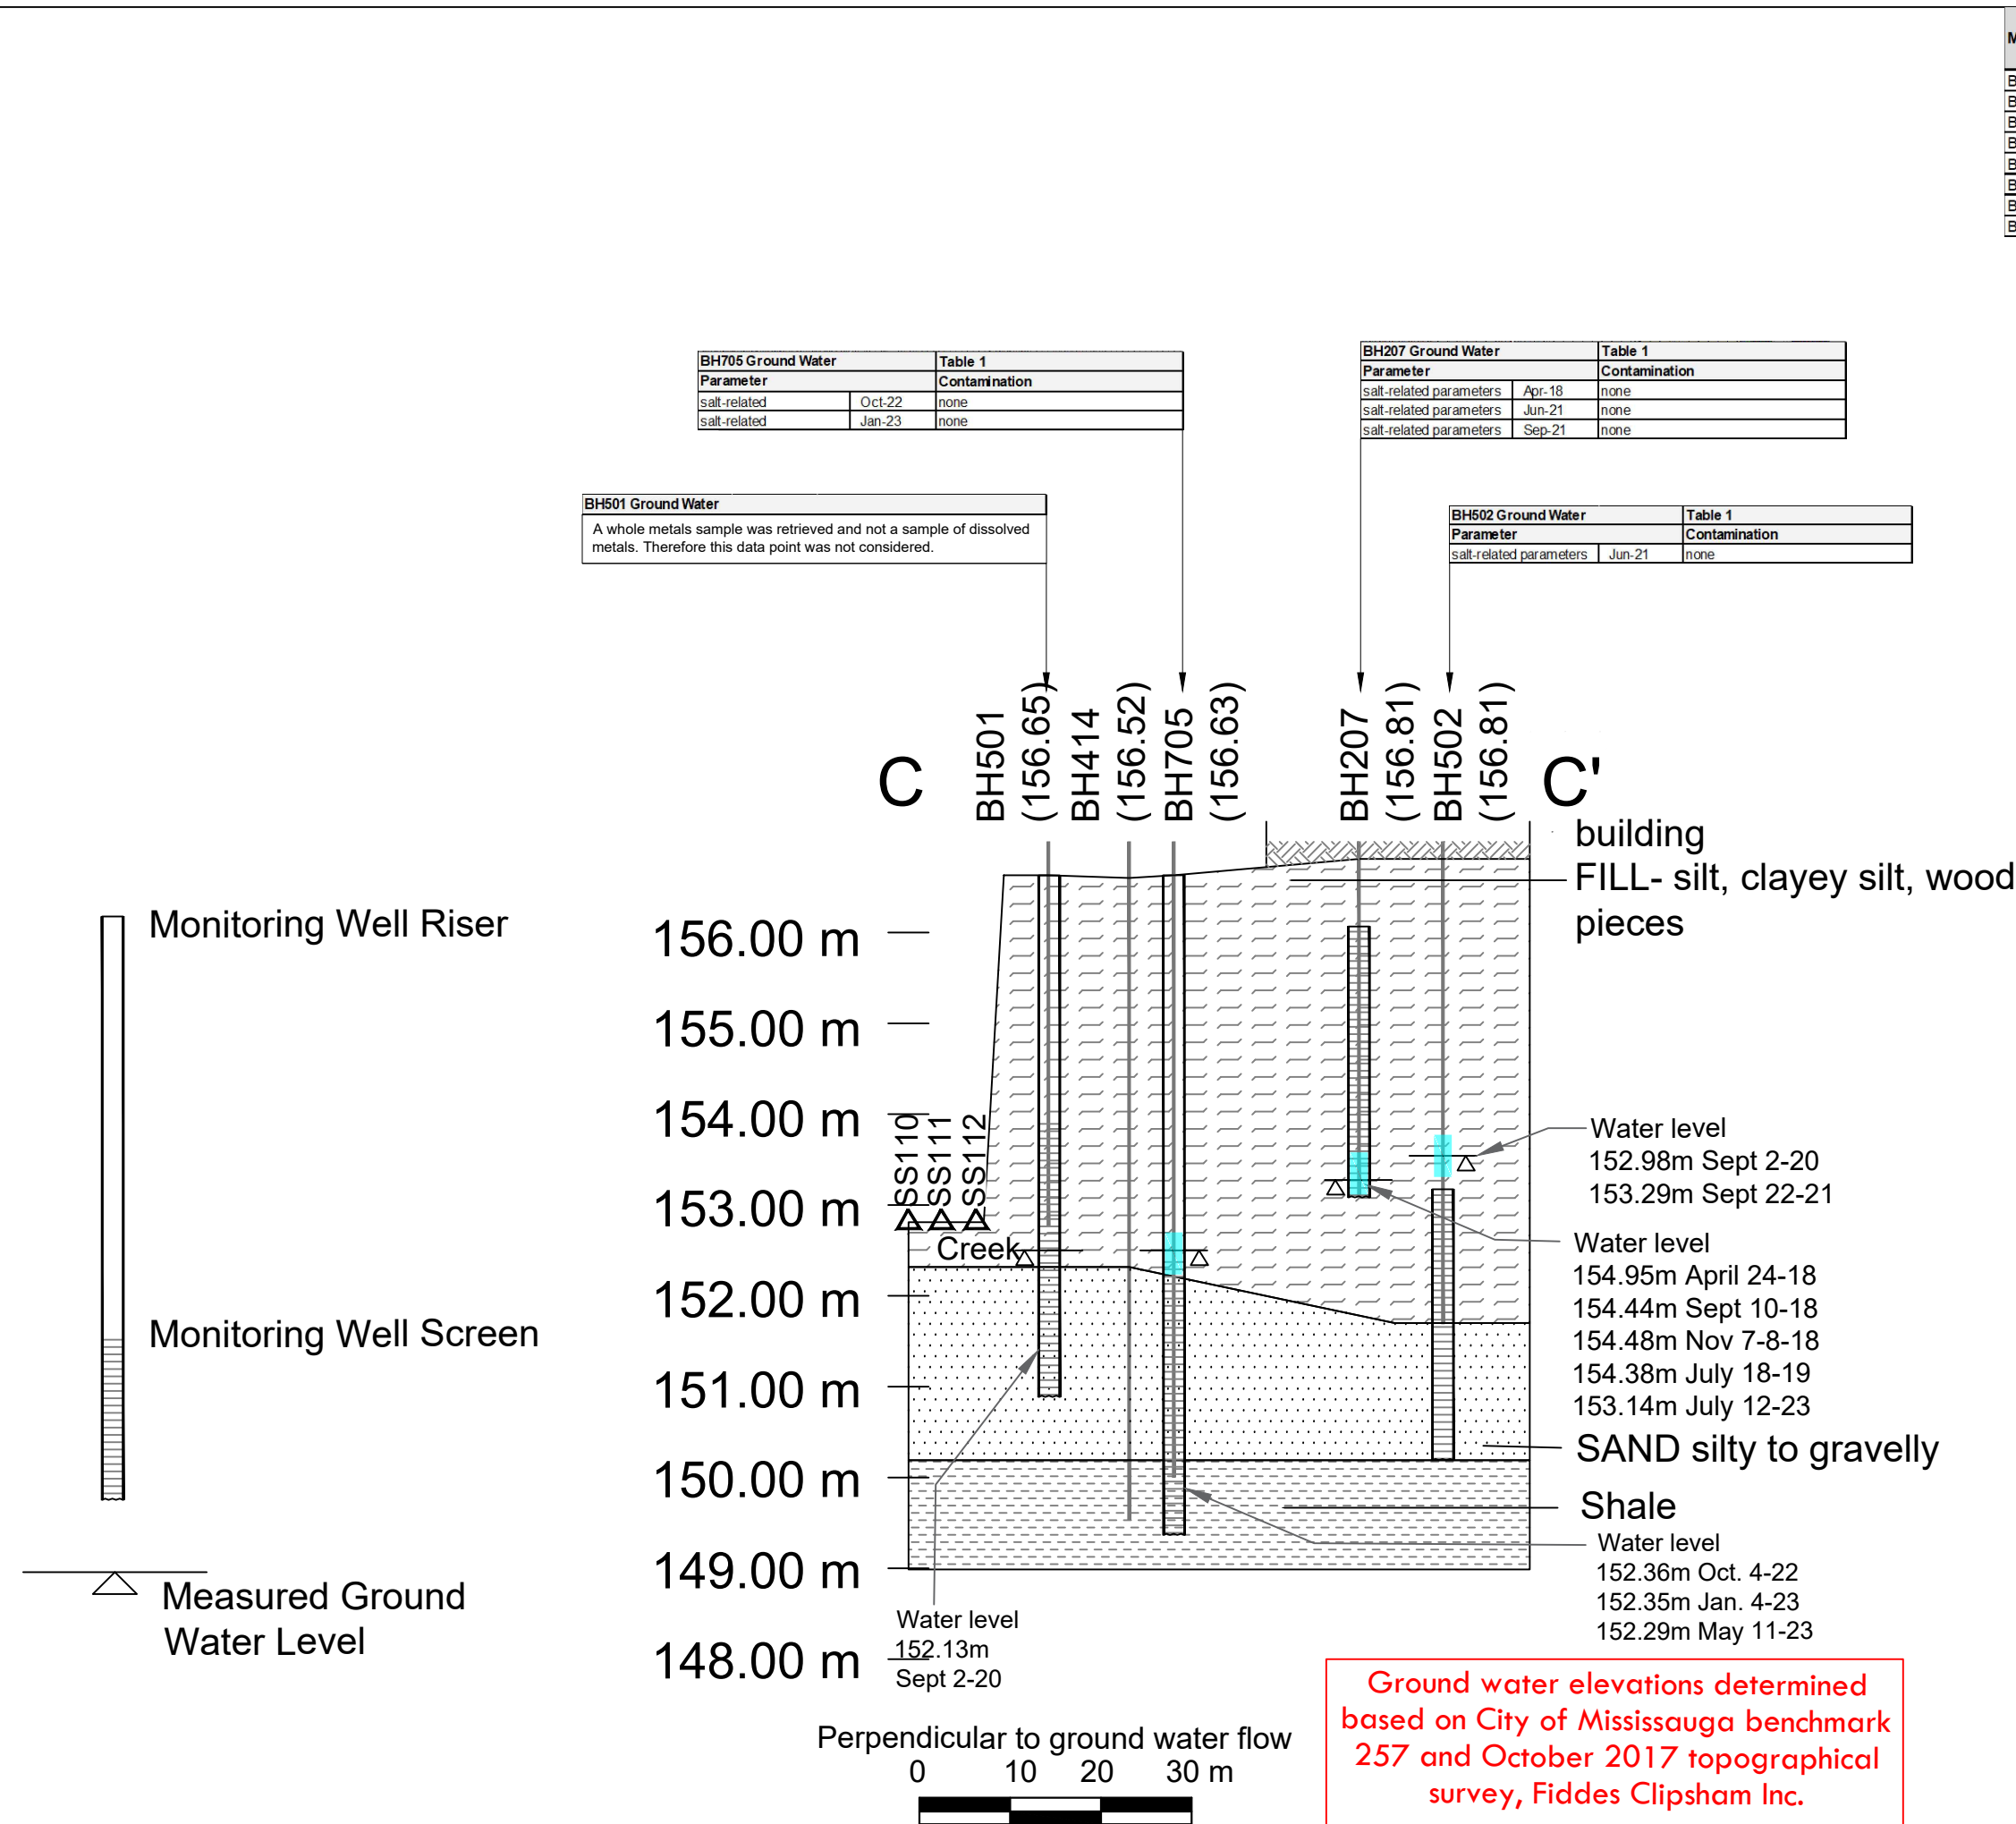 M
B
B
B
B
B
B
B
B
BH705 Ground Water Table 1
Parameter Contamination
salt-related Oct-22 none
salt-related Jan-23 none
BH207 Ground Water Table 1
Parameter Contamination
salt-related parameters Apr-18 none
salt-related parameters Jun-21 none
salt-related parameters Sep-21 none
BH501 Ground Water
A whole metals sample was retrieved and not a sample of dissolved
metals. Therefore this data point was not considered.
BH502 Ground Water Table 1
Parameter Contamination
salt-related parameters Jun-21 none
C
BH501
(156.65)
BH414
(156.52)
BH705
(156.63)
BH207
(156.81)
BH502
(156.81)
C'
building
FILL- silt, clayey silt, wood
pieces
Monitoring Well Riser
Monitoring Well Screen
Measured Ground
Water Level
156.00 m
155.00 m
154.00 m
153.00 m
152.00 m
151.00 m
150.00 m
149.00 m
148.00 m
SS110
SS111
SS112
Creek
Water level
152.98m Sept 2-20
153.29m Sept 22-21
Water level
154.95m April 24-18
154.44m Sept 10-18
154.48m Nov 7-8-18
154.38m July 18-19
153.14m July 12-23
SAND silty to gravelly
Shale
Water level
152.36m Oct. 4-22
152.35m Jan. 4-23
152.29m May 11-23
Water level
152.13m
Sept 2-20
Perpendicular to ground water flow
0 10 20 30 m
Ground water elevations determined
based on City of Mississauga benchmark
257 and October 2017 topographical
survey, Fiddes Clipsham Inc.